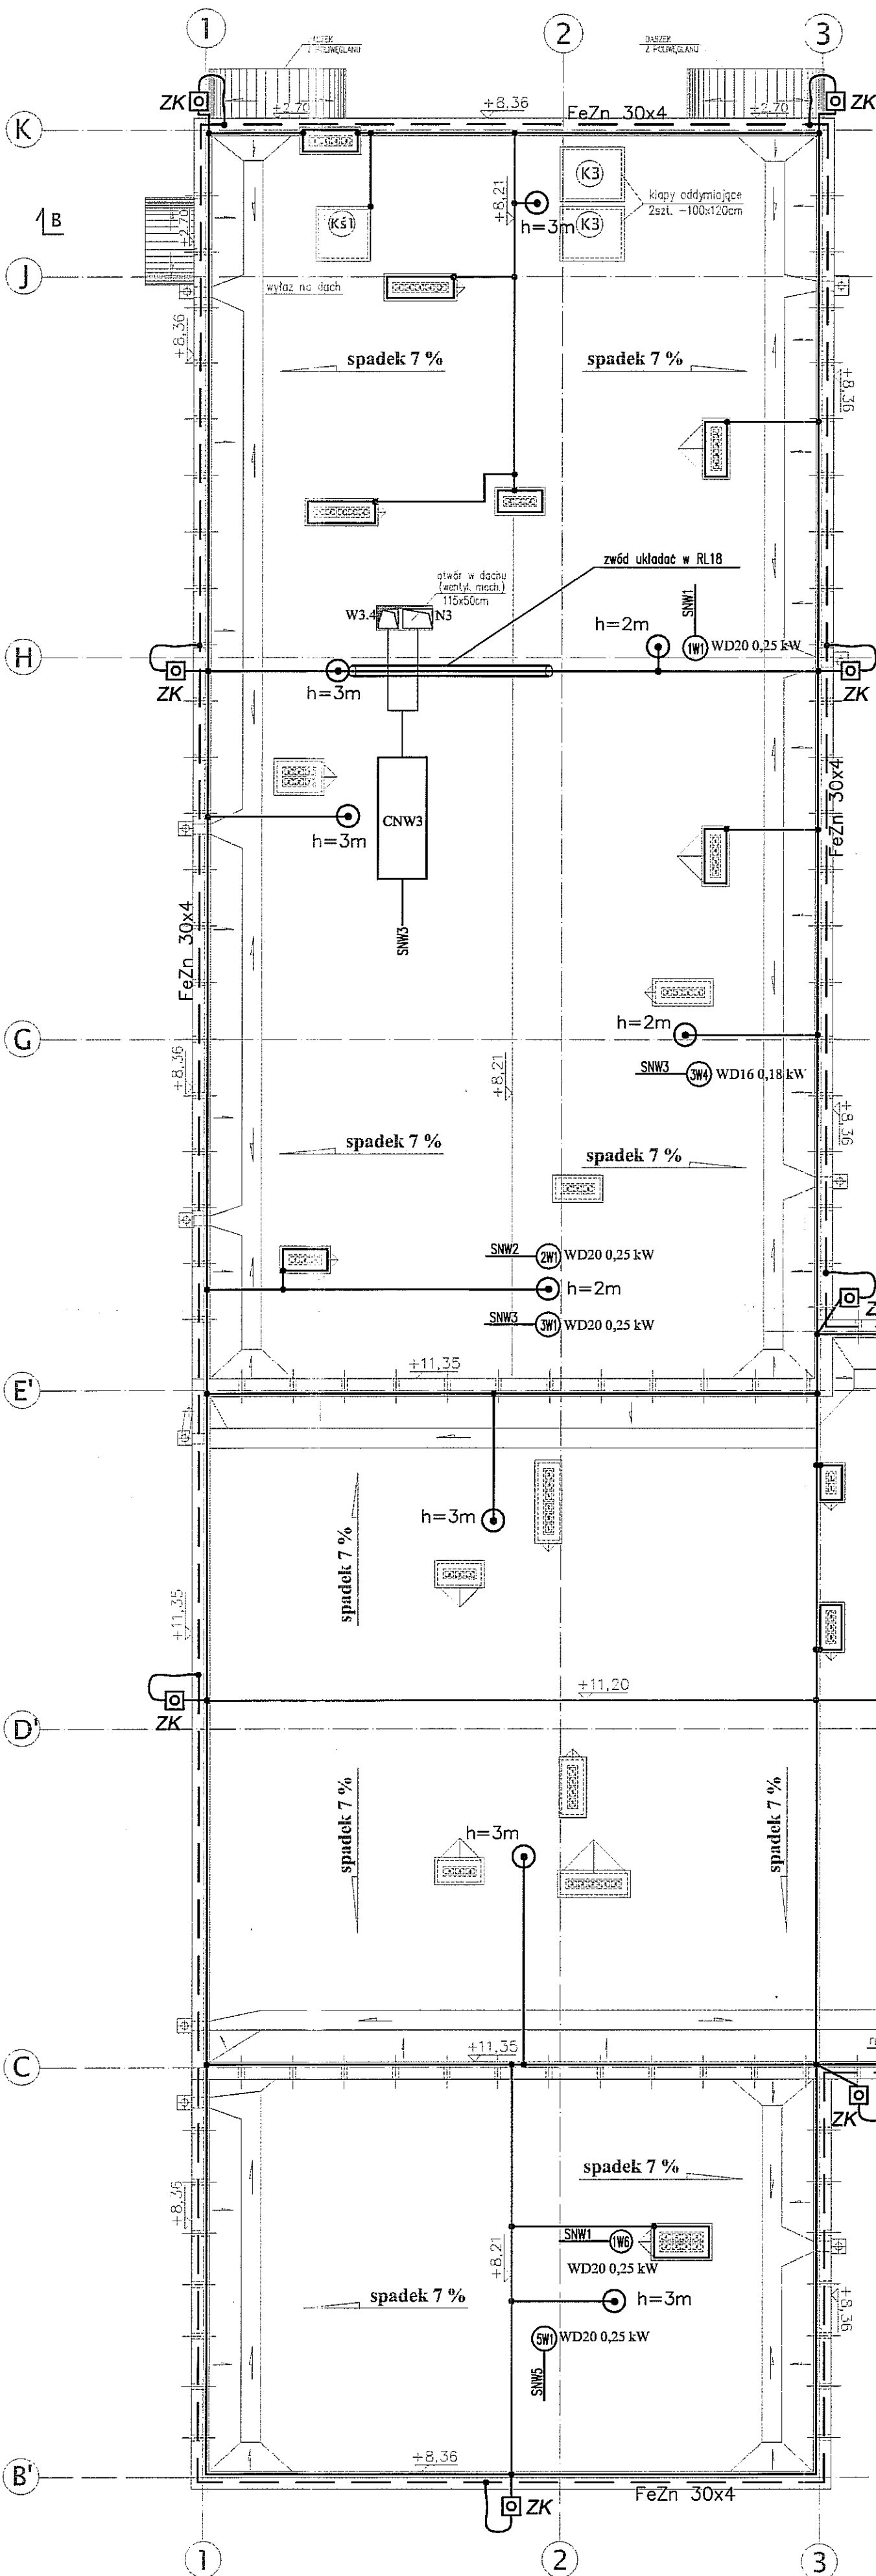 1
2
3
DASZEK
Z POLIWĘGLANU
DASZEK
Z POLIWĘGLANU
ZK
+2,70
+8,36
FeZn 30x4
+2,70
ZK
K
K3
klapy oddymiające
2szt. –100x120cm
Kś1
+8,21
h=3m
K3
B
+2,70
J
wyłaz na dach
+8,36
spadek 7 %
spadek 7 %
+8,36
zwód układać w RL18
otwór w dachu
(wentyl. mech.)
115x50cm
W3.4
N3
SNW1
h=2m
1W1
WD20 0,25 kW
H
ZK
h=3m
ZK
CNW3
h=3m
FeZn 30x4
SNW3
FeZn 30x4
h=2m
G
+8,36
+8,21
SNW3
3W4
WD16 0,18 kW
+8,36
spadek 7 %
spadek 7 %
SNW2
2W1
WD20 0,25 kW
h=2m
SNW3
3W1
WD20 0,25 kW
Z
+11,35
E'
h=3m
spadek 7 %
+11,35
+11,20
ZK
D'
spadek 7 %
h=3m
spadek 7 %
C
+11,35
ZK
+8,36
spadek 7 %
SNW1
1W6
WD20 0,25 kW
+8,21
spadek 7 %
h=3m
+8,36
5W1
WD20 0,25 kW
SNW5
+8,36
B'
FeZn 30x4
ZK
1
2
3